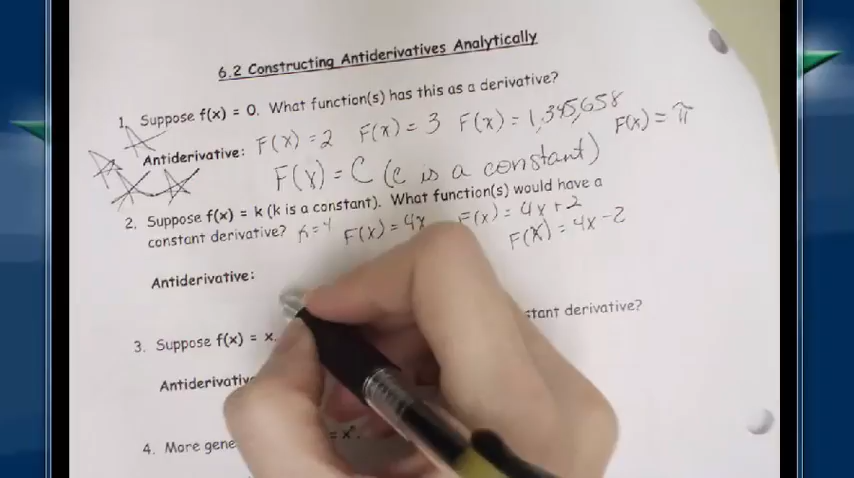 6.2 Constructing Antiderivatives Analytically
1. Suppose f(x) = 0. What function(s) has this as a derivative?
Antiderivative: F(x) = 2 F(x) = 3 F(x) = 1,345,658 F(x) = π
F(x) = C (c is a constant)
2. Suppose f(x) = k (k is a constant). What function(s) would have a
constant derivative? k=4 F(x) = 4x F(x) = 4x+2
F(x) = 4x-2
Antiderivative:
3. Suppose f(x) = x. derivative?
Antiderivative
4. More gene